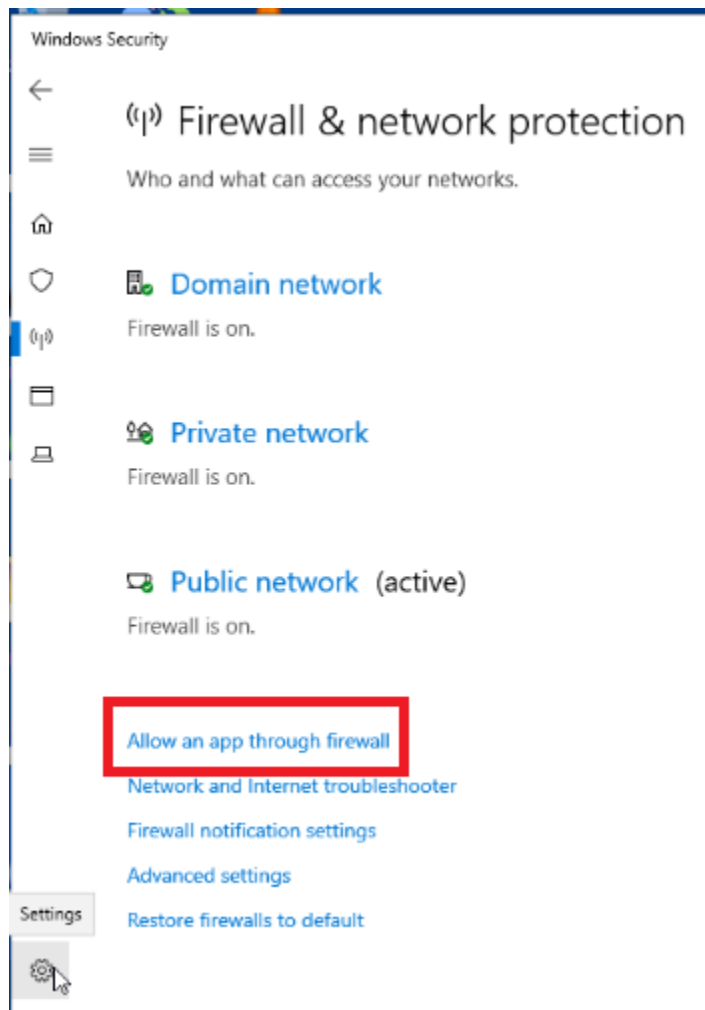 Windows Security
Firewall & network protection
Who and what can access your networks.
Domain network
Firewall is on.
Private network
Firewall is on.
Public network (active)
Firewall is on.
Allow an app through firewall
Network and Internet troubleshooter
Firewall notification settings
Advanced settings
Settings
Restore firewalls to default